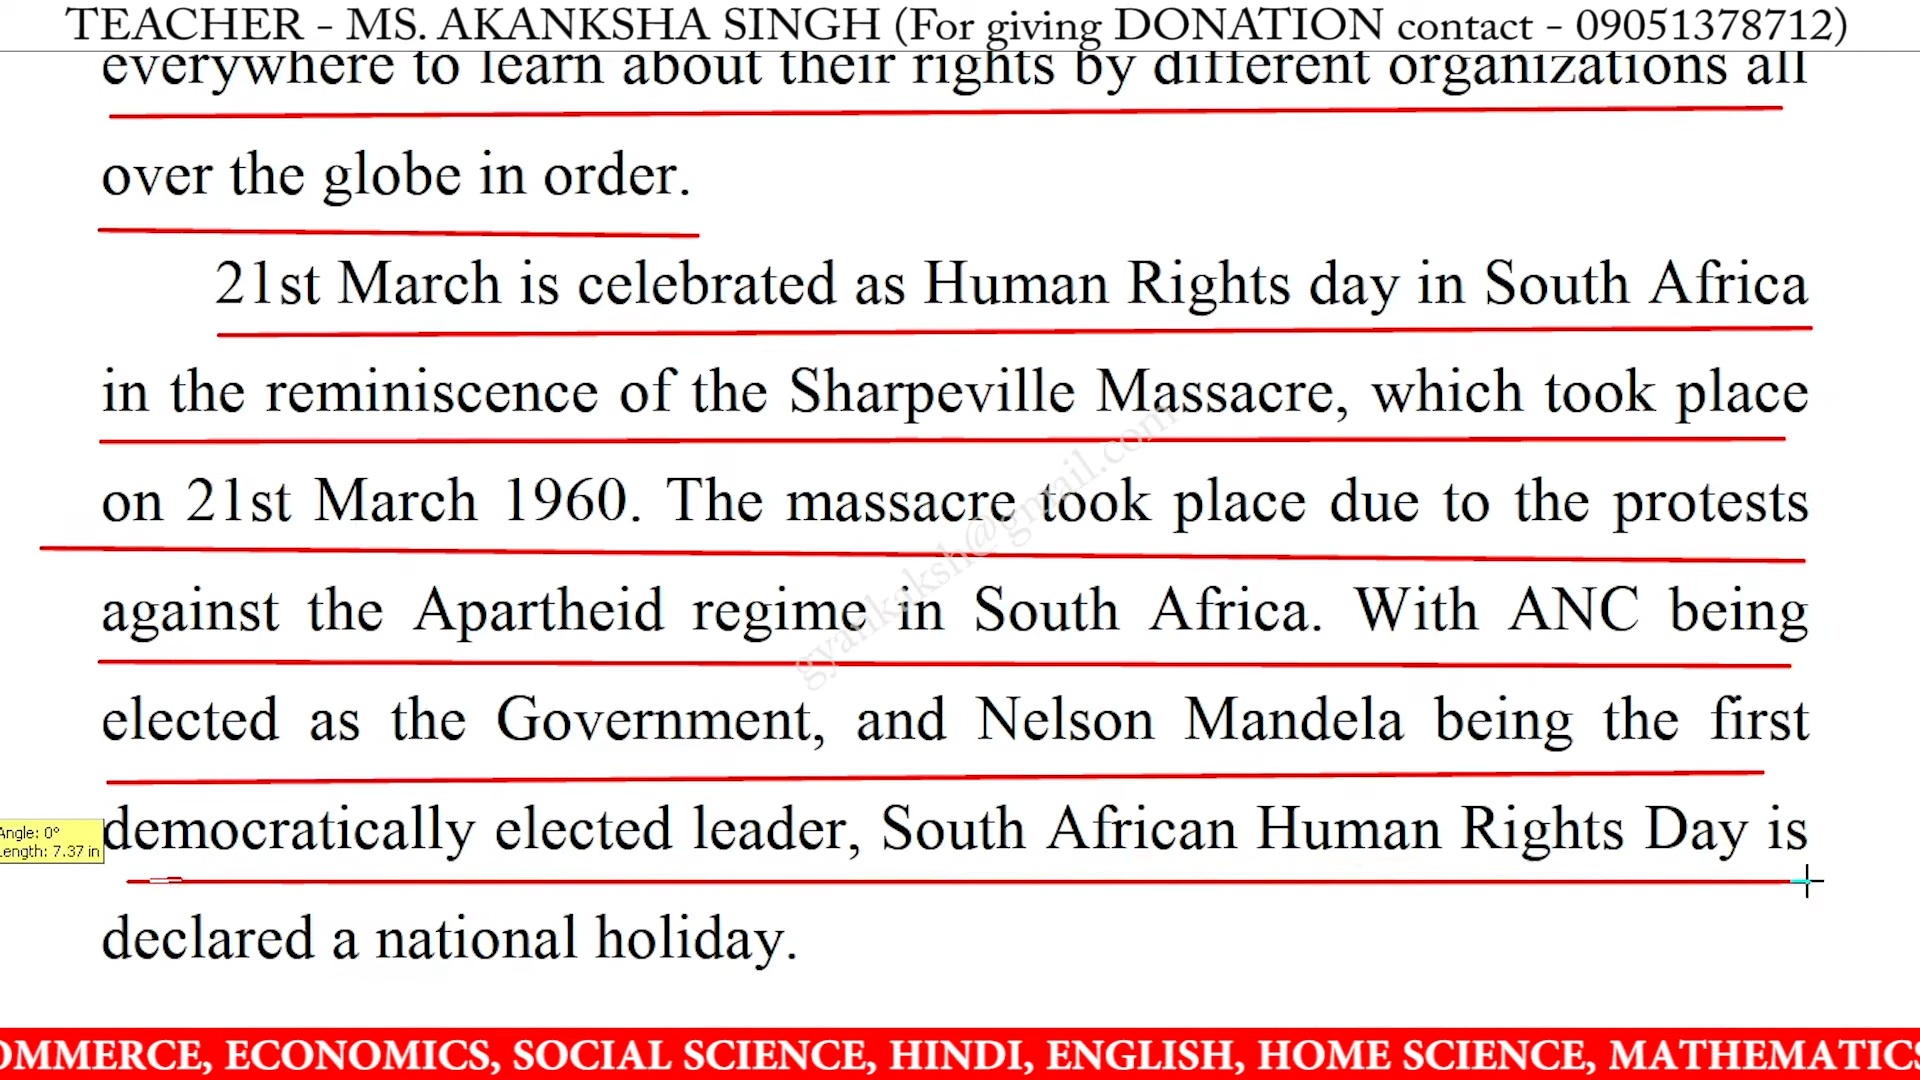 TEACHER - MS. AKANKSHA SINGH (For giving DONATION contact - 09051378712)
everywhere to learn about their rights by different organizations all
over the globe in order.
21st March is celebrated as Human Rights day in South Africa
in the reminiscence of the Sharpeville Massacre, which took place
on 21st March 1960. The massacre took place due to the protests
against the Apartheid regime in South Africa. With ANC being
elected as the Government, and Nelson Mandela being the first
democratically elected leader, South African Human Rights Day is
declared a national holiday.
gyankaksh@gmail.com
Angle: 0°
Length: 7.37 in
OMMERCE, ECONOMICS, SOCIAL SCIENCE, HINDI, ENGLISH, HOME SCIENCE, MATHEMATICS